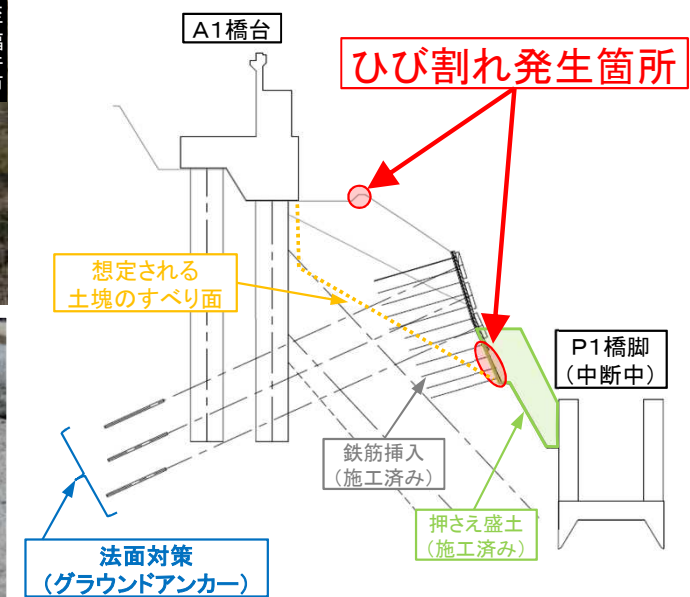 A1橋台
ひび割れ発生箇所
想定される
土塊のすべり面
P1橋脚
(中断中)
鉄筋挿入
(施工済み)
押さえ盛土
(施工済み)
法面対策
(グラウンドアンカー)